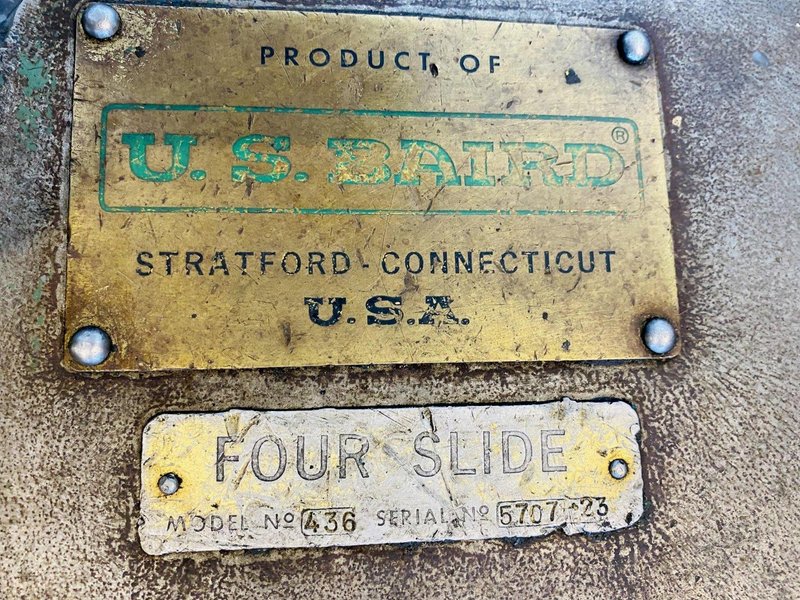 PRODUCT OF
U.S. BAIRD®
STRATFORD - CONNECTICUT
U.S.A.
FOUR SLIDE
MODEL Nº 436 SERIAL Nº 5707-23